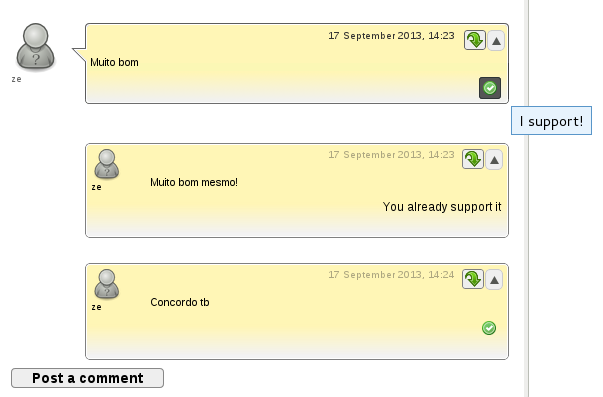 17 September 2013, 14:23
Muito bom
ze
I support!
17 September 2013, 14:23
ze
Muito bom mesmo!
You already support it
17 September 2013, 14:24
ze
Concordo tb
Post a comment